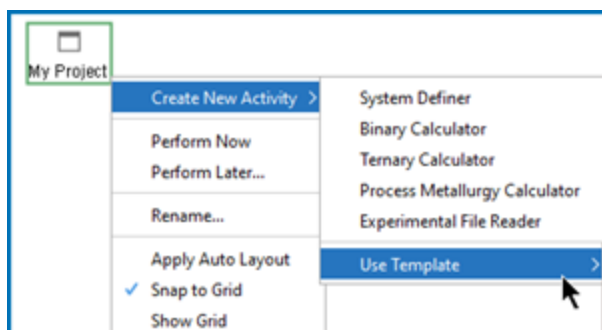 My Project
Create New Activity
Perform Now
Perform Later...
Rename...
Apply Auto Layout
Snap to Grid
Show Grid
System Definer
Binary Calculator
Ternary Calculator
Process Metallurgy Calculator
Experimental File Reader
Use Template